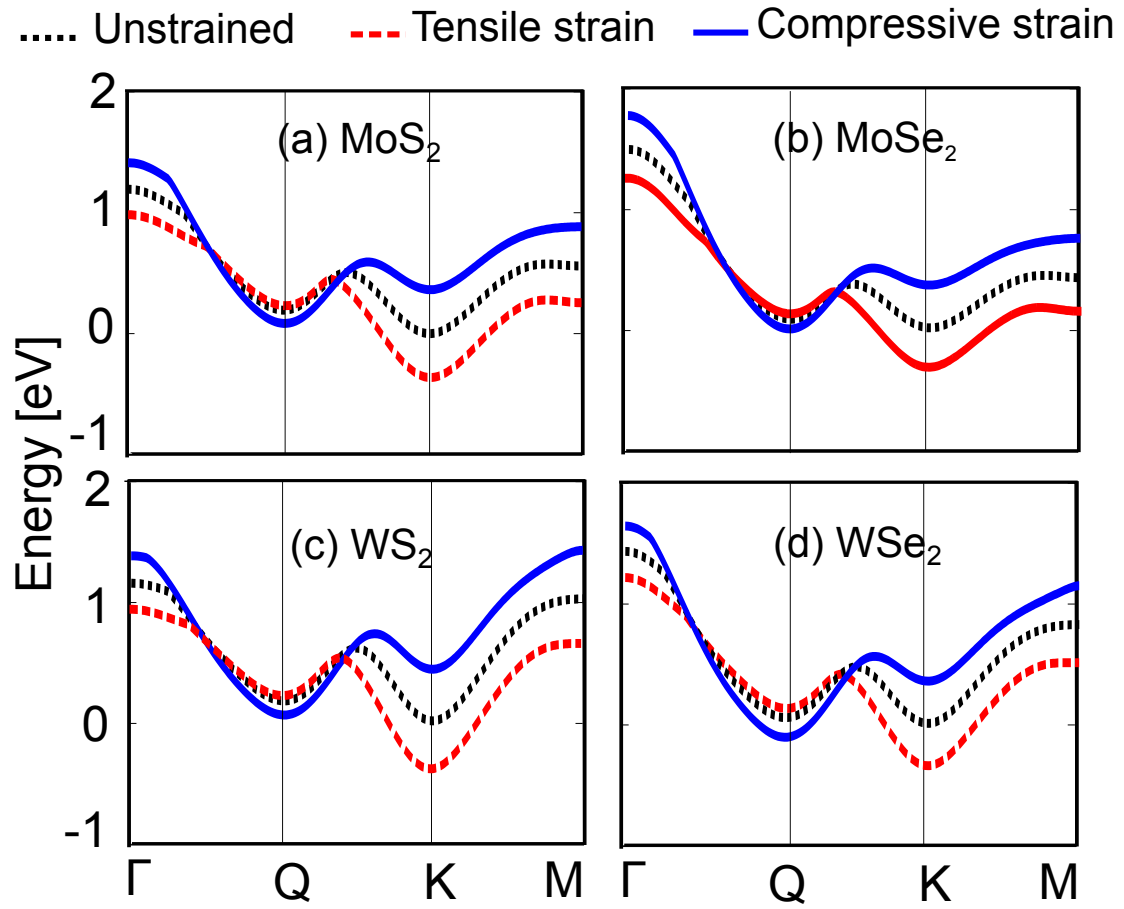 Unstrained Tensile strain Compressive strain
2
(a) MoS₂
(b) MoSe₂
1
0
-1
Energy [eV]
2
(c) WS₂
(d) WSe₂
1
0
-1
Γ Q K M Γ Q K M